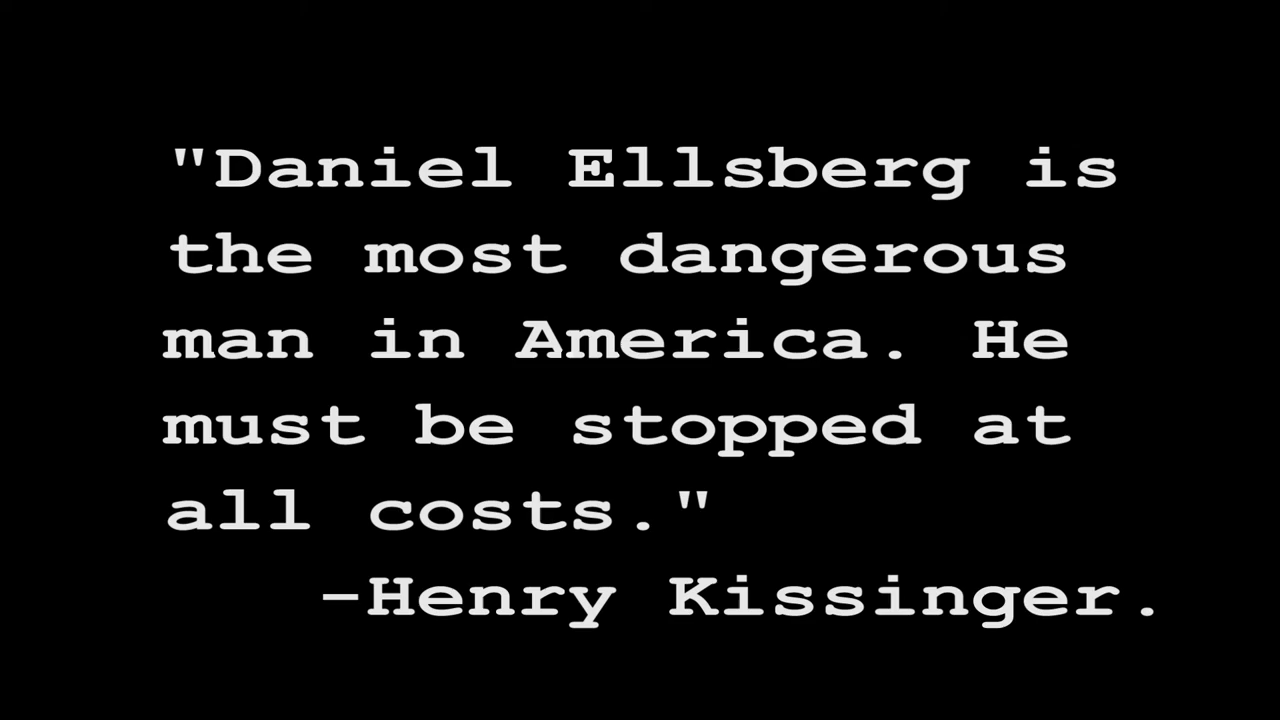 "Daniel Ellsberg is
the most dangerous
man in America. He
must be stopped at
all costs."
-Henry Kissinger.